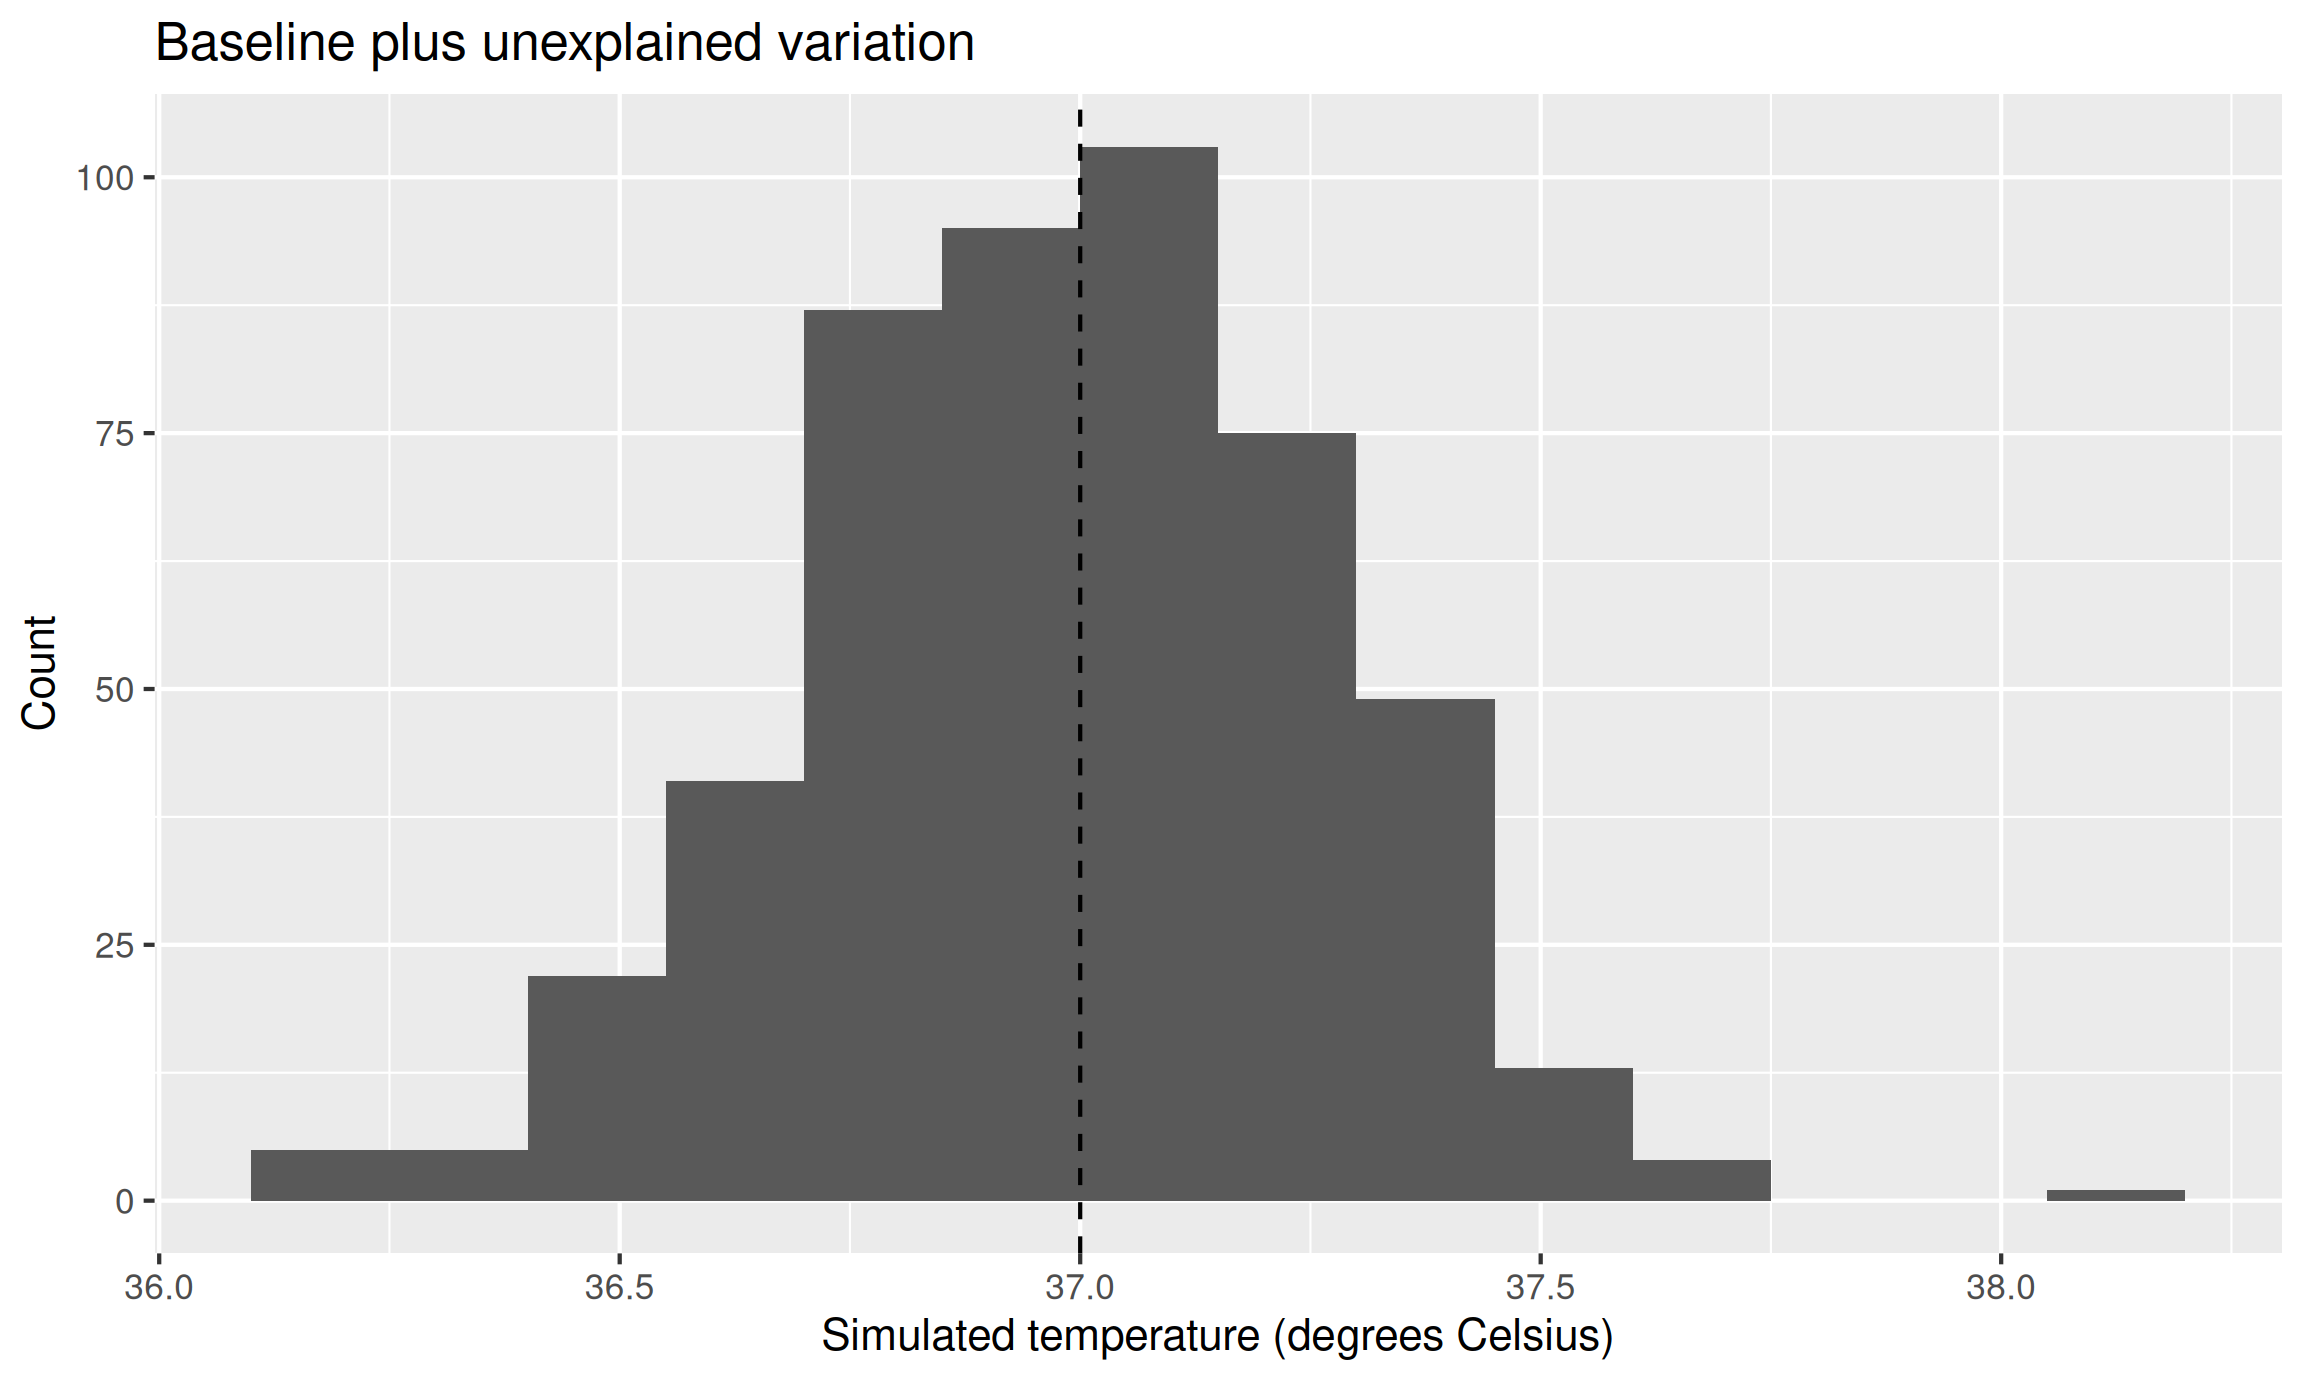 Baseline plus unexplained variation
100
75
50
25
0
Count
36.0 36.5 37.0 37.5 38.0
Simulated temperature (degrees Celsius)